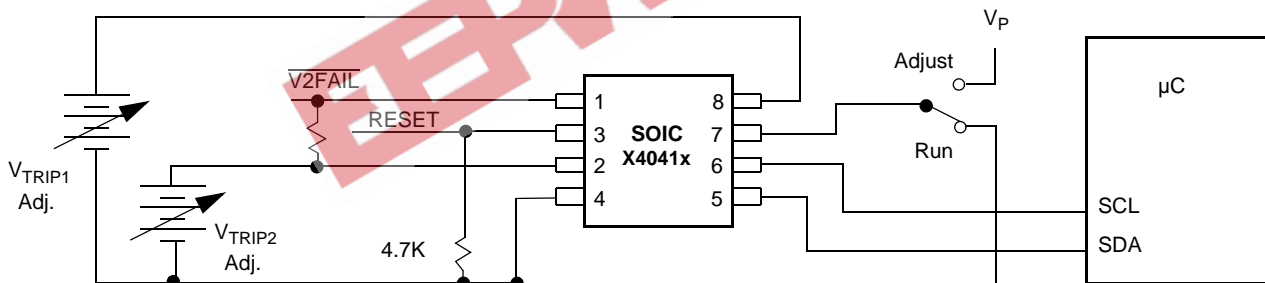 V_P
Adjust
V2FAIL
µC
1
8
RESET
3
SOIC
7
X4041x
Run
2
6
V_TRIP1
Adj.
4
5
SCL
V_TRIP2
Adj.
4.7K
SDA